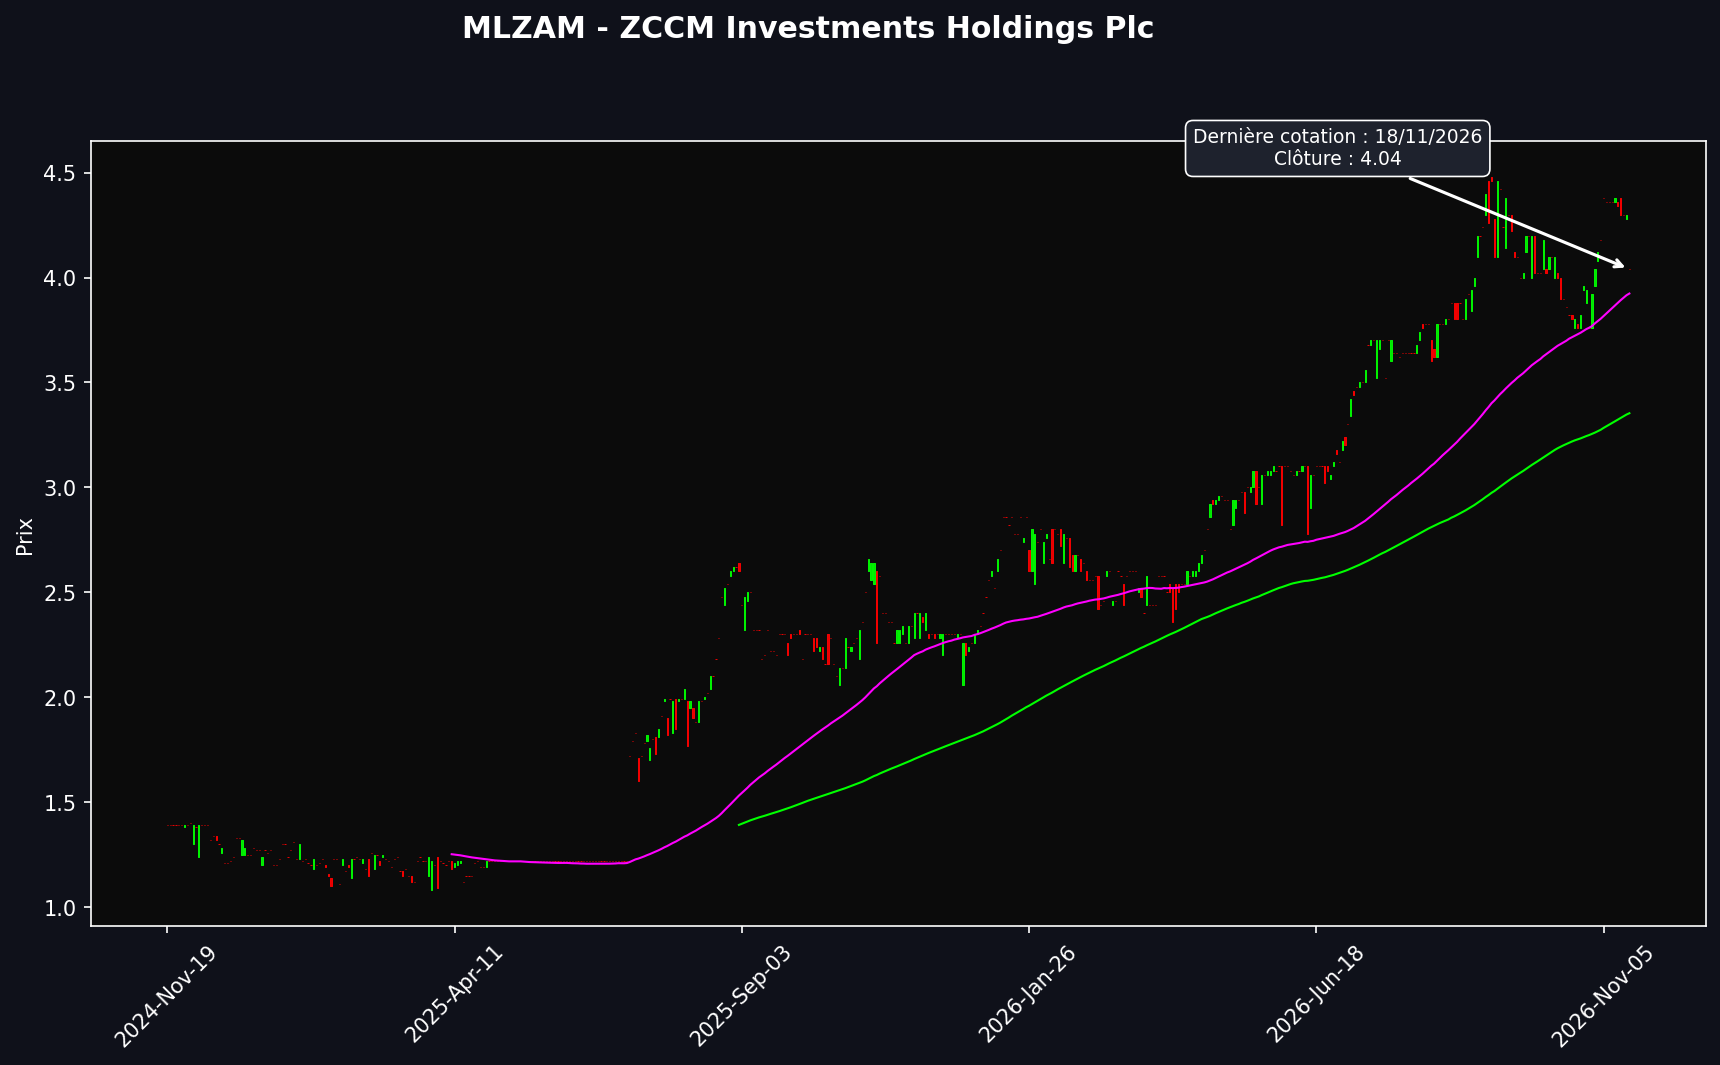 MLZAM - ZCCM Investments Holdings Plc
Dernière cotation : 18/11/2026
Clôture : 4.04
4.5
4.0
3.5
3.0
2.5
2.0
1.5
1.0
Prix
2024-Nov-19
2025-Apr-11
2025-Sep-03
2026-Jan-26
2026-Jun-18
2026-Nov-05